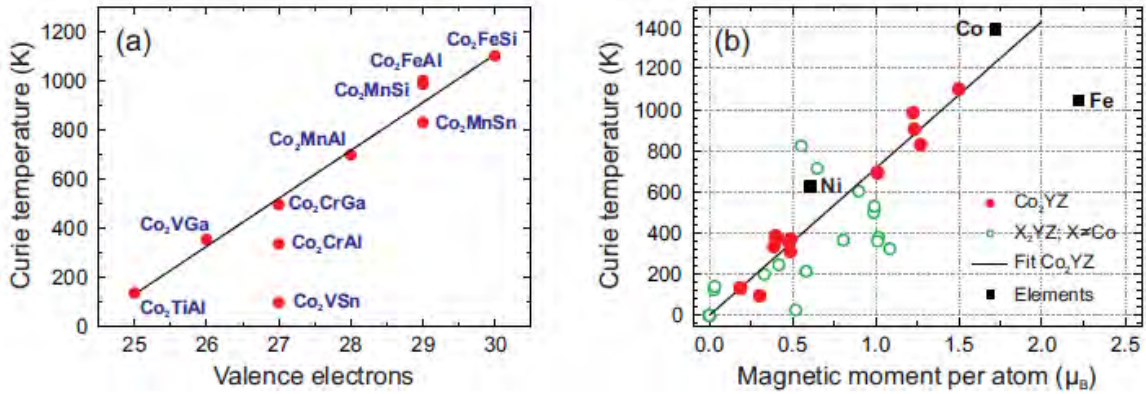 (a)
1200
1000
800
600
400
200
0
Curie temperature (K)
Co₂FeSi
Co₂FeAl
Co₂MnSi
Co₂MnSn
Co₂MnAl
Co₂CrGa
Co₂VGa
Co₂CrAl
Co₂VSn
Co₂TiAl
25 26 27 28 29 30
Valence electrons
(b)
1400
1200
1000
800
600
400
200
0
Curie temperature (K)
Co
Fe
Ni
Co₂YZ
X₂YZ; X≠Co
Fit Co₂YZ
Elements
0.0 0.5 1.0 1.5 2.0 2.5
Magnetic moment per atom (μ_B)